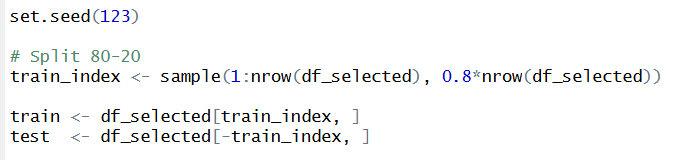 set.seed(123)
# Split 80-20
train_index <- sample(1:nrow(df_selected), 0.8*nrow(df_selected))
train <- df_selected[train_index, ]
test  <- df_selected[-train_index, ]